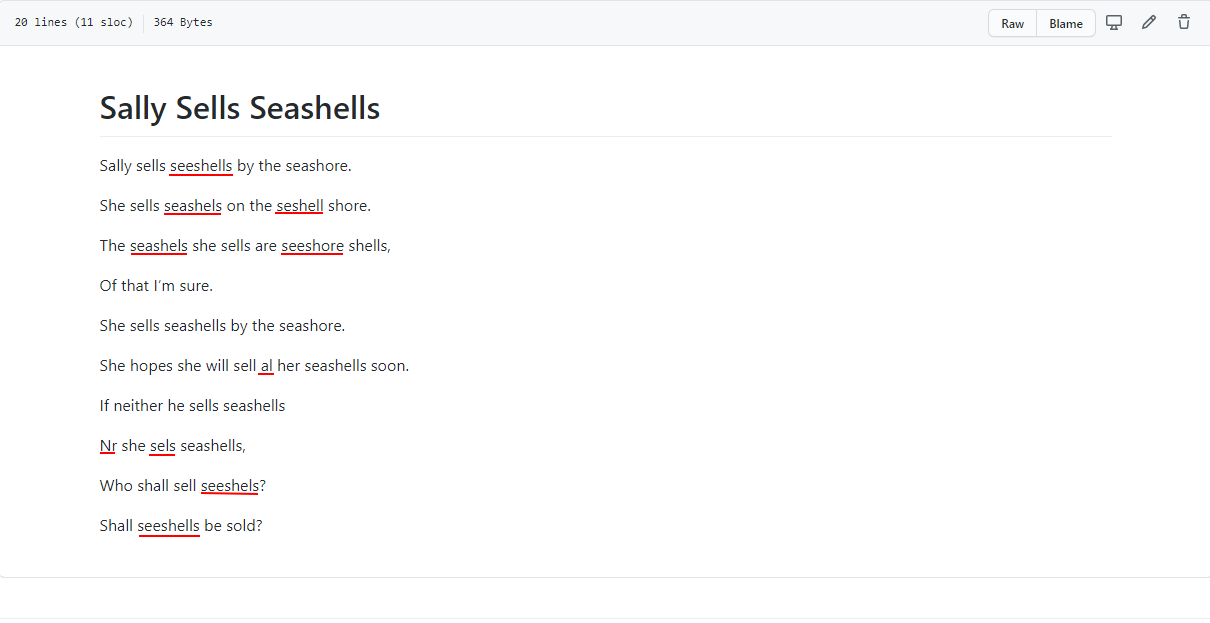 20 lines (11 sloc) 364 Bytes Raw Blame
Sally Sells Seashells
Sally sells seeshells by the seashore.
She sells seashels on the seshell shore.
The seashels she sells are seeshore shells,
Of that I'm sure.
She sells seashells by the seashore.
She hopes she will sell al her seashells soon.
If neither he sells seashells
Nr she sels seashells,
Who shall sell seeshels?
Shall seeshells be sold?